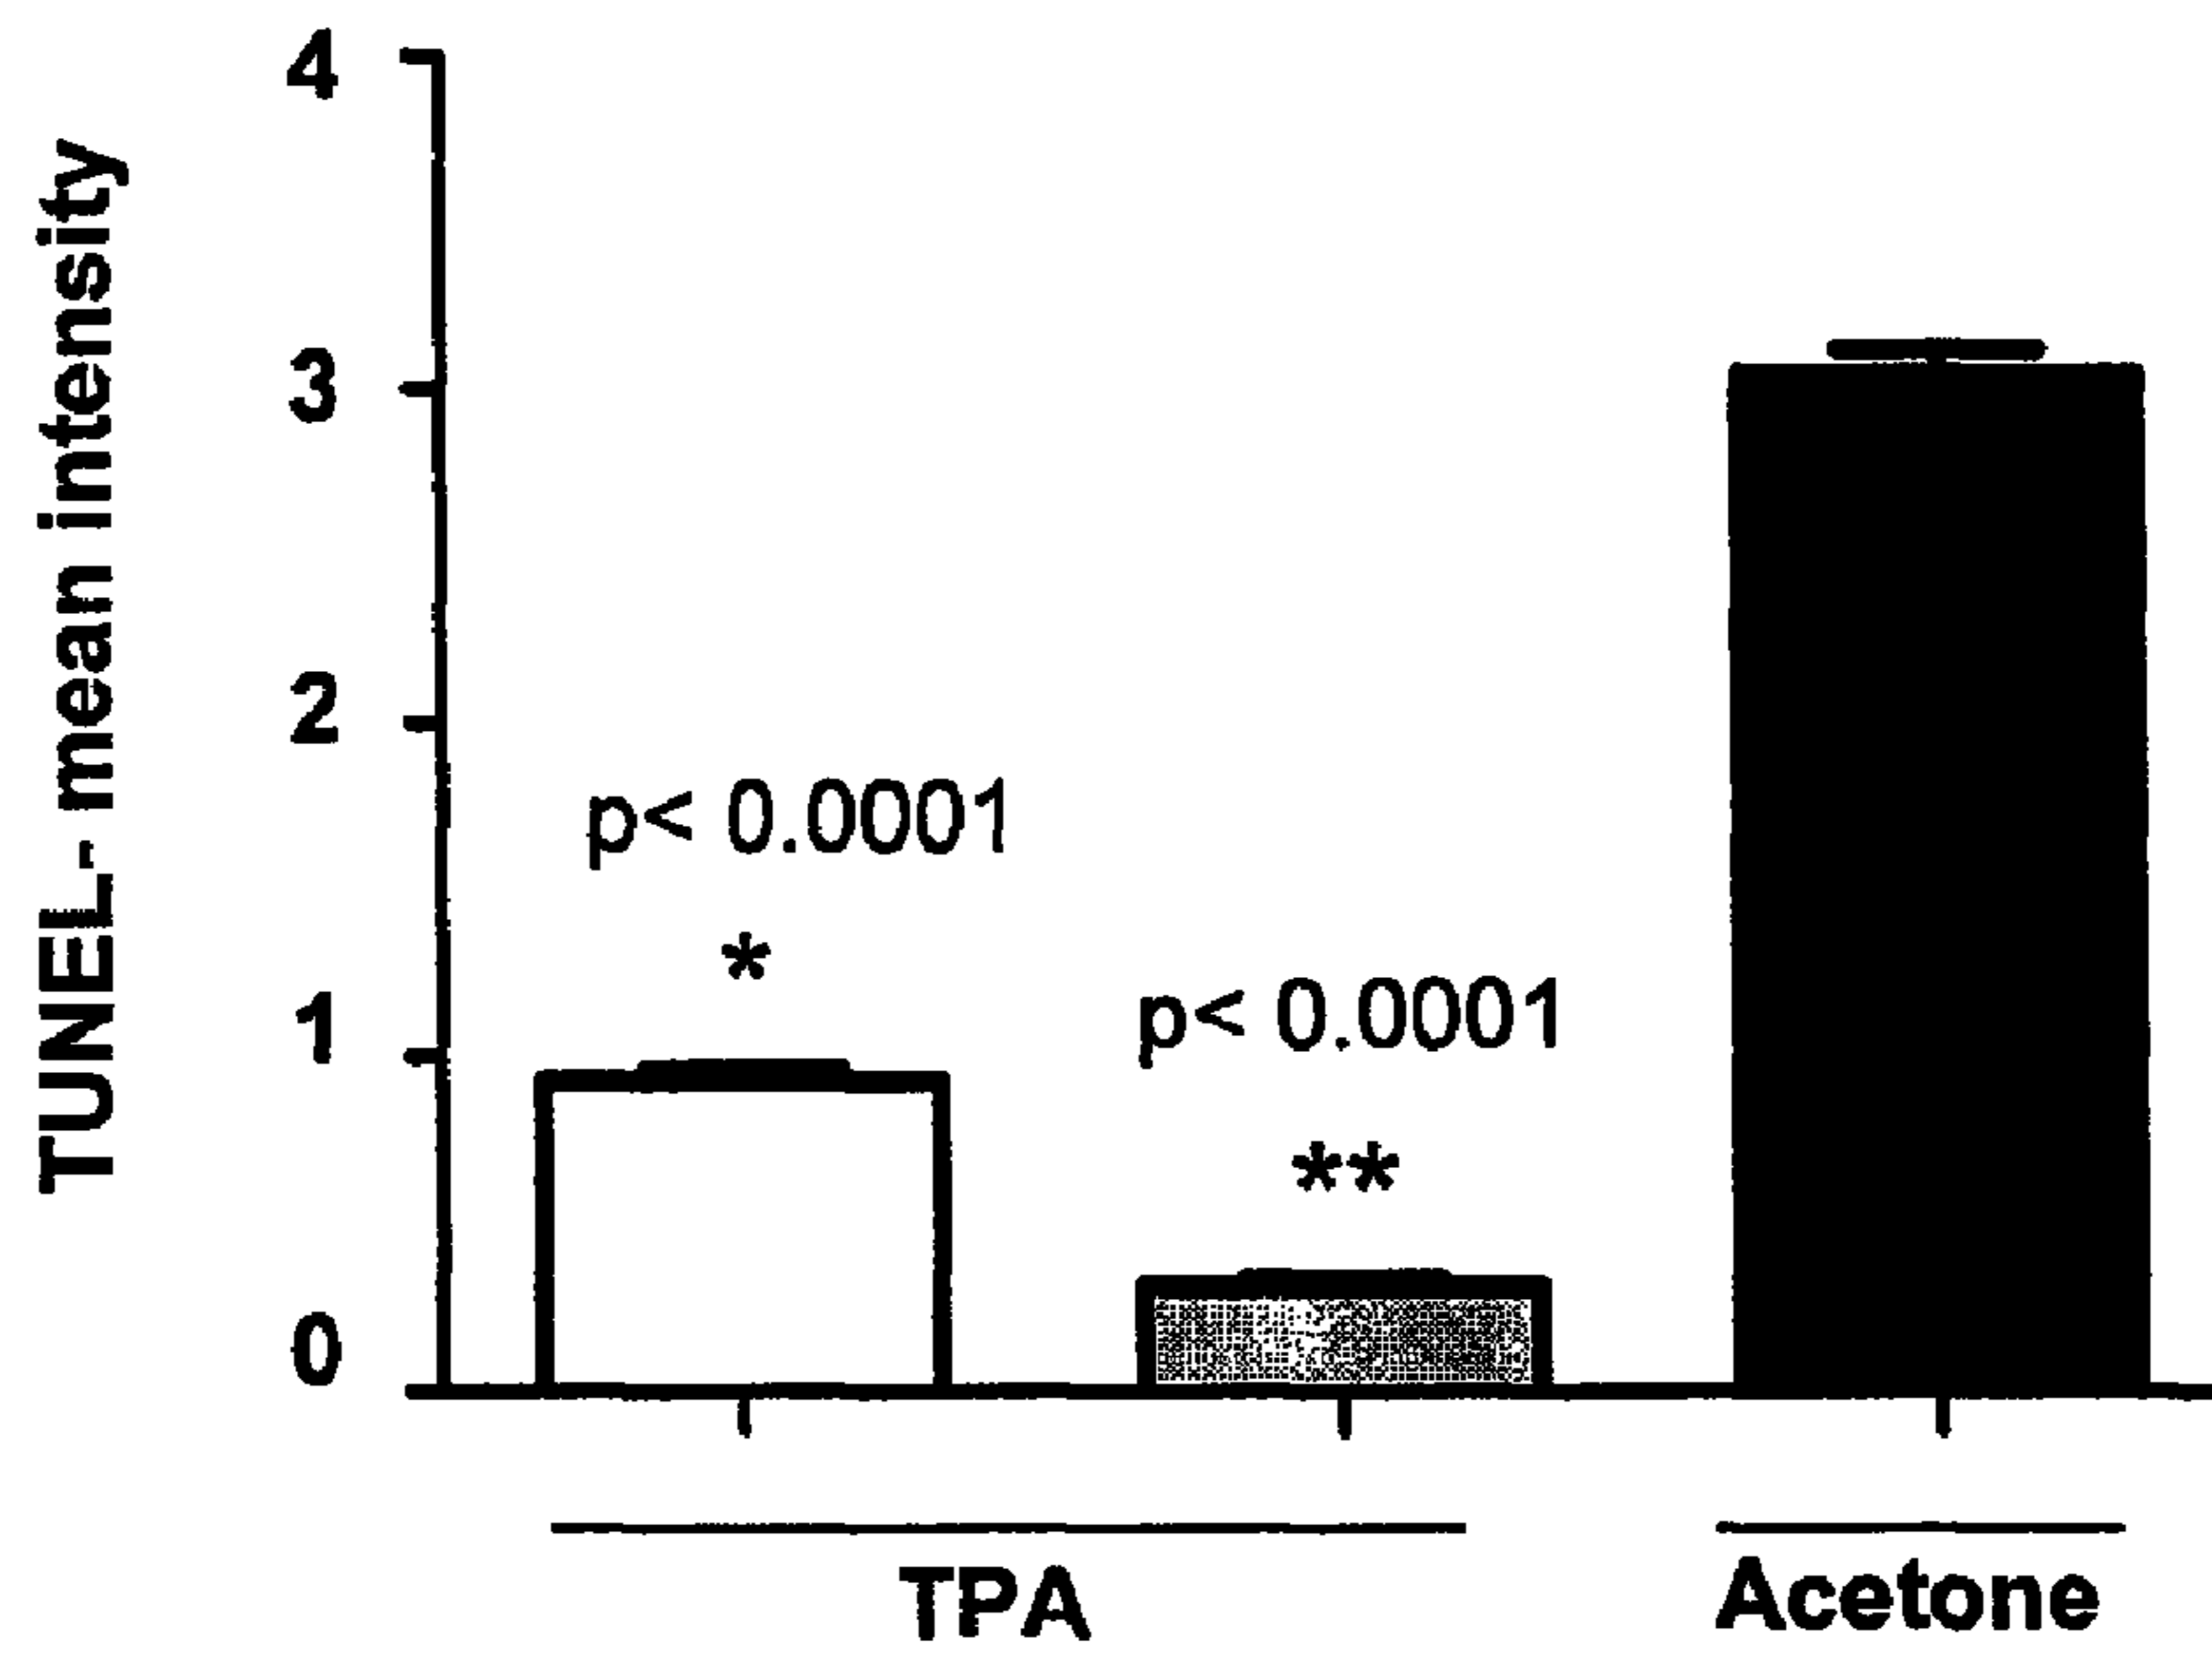 TUNEL- mean intensity
4
3
2
1
0
p< 0.0001
*
p< 0.0001
**
TPA
Acetone